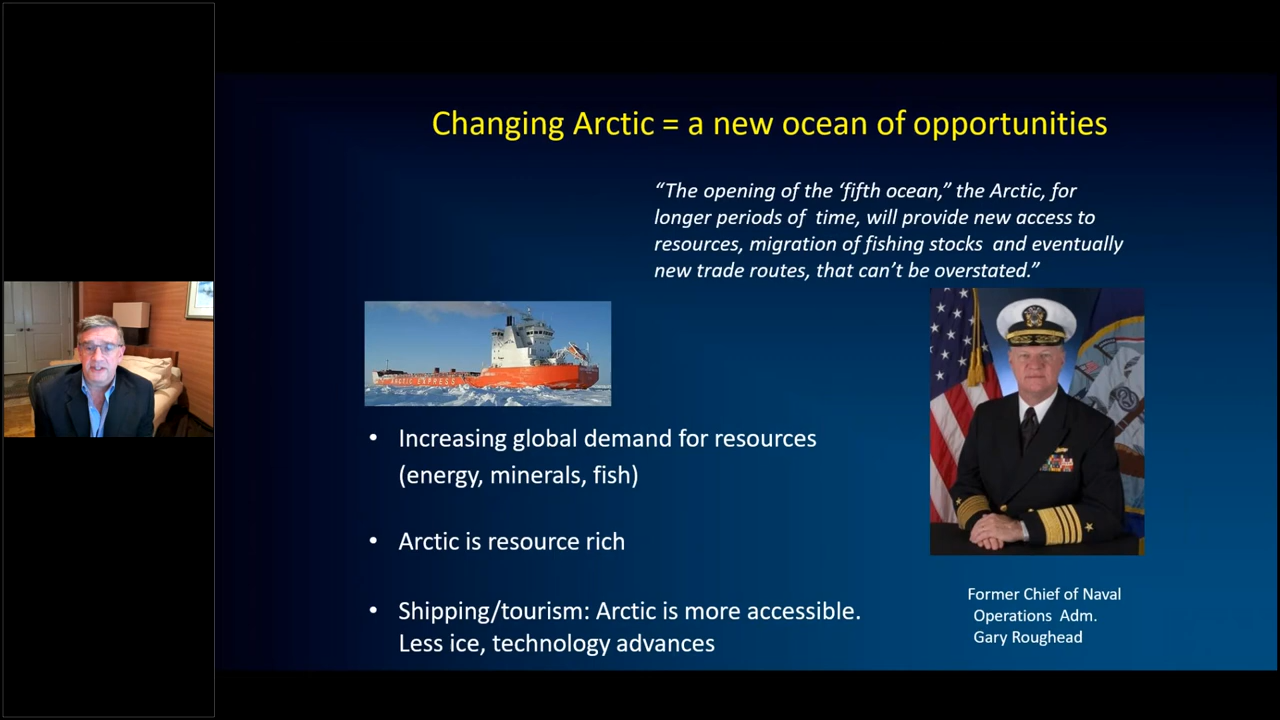 Changing Arctic = a new ocean of opportunities
“The opening of the ‘fifth ocean,” the Arctic, for
longer periods of time, will provide new access to
resources, migration of fishing stocks and eventually
new trade routes, that can’t be overstated.”
ARCTIC EXPRESS
• Increasing global demand for resources
(energy, minerals, fish)
• Arctic is resource rich
• Shipping/tourism: Arctic is more accessible.
Less ice, technology advances
Former Chief of Naval
Operations Adm.
Gary Roughead